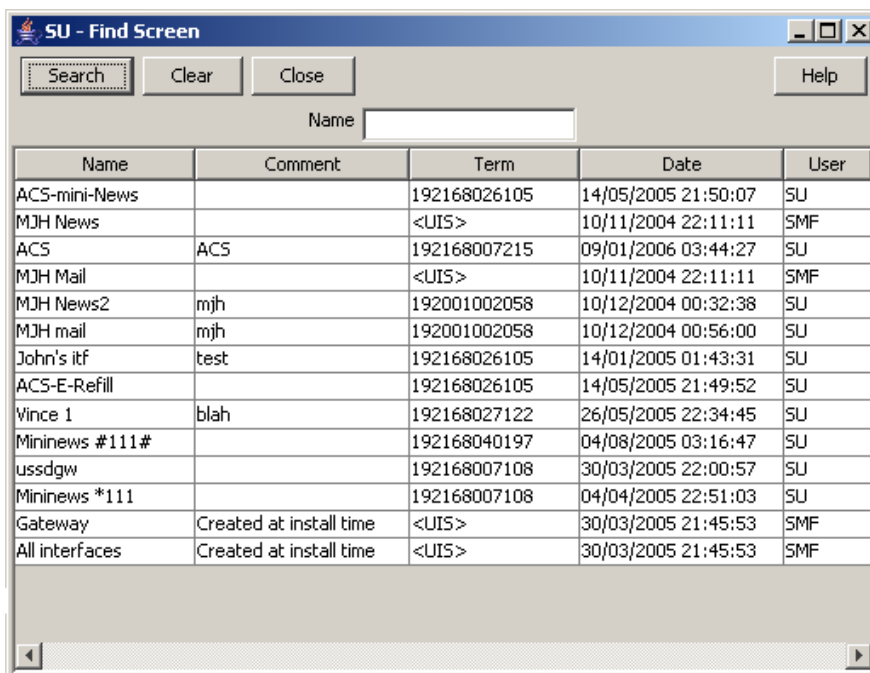 SU - Find Screen
Search Clear Close Help
Name
Name Comment Term Date User
ACS-mini-News 192168026105 14/05/2005 21:50:07 SU
MJH News <UIS> 10/11/2004 22:11:11 SMF
ACS ACS 192168007215 09/01/2006 03:44:27 SU
MJH Mail <UIS> 10/11/2004 22:11:11 SMF
MJH News2 mjh 192001002058 10/12/2004 00:32:38 SU
MJH mail mjh 192001002058 10/12/2004 00:56:00 SU
John's itf test 192168026105 14/01/2005 01:43:31 SU
ACS-E-Refill 192168026105 14/05/2005 21:49:52 SU
Vince 1 blah 192168027122 26/05/2005 22:34:45 SU
Mininews #111# 192168040197 04/08/2005 03:16:47 SU
ussdgw 192168007108 30/03/2005 22:00:57 SU
Mininews *111 192168007108 04/04/2005 22:51:03 SU
Gateway Created at install time <UIS> 30/03/2005 21:45:53 SMF
All interfaces Created at install time <UIS> 30/03/2005 21:45:53 SMF